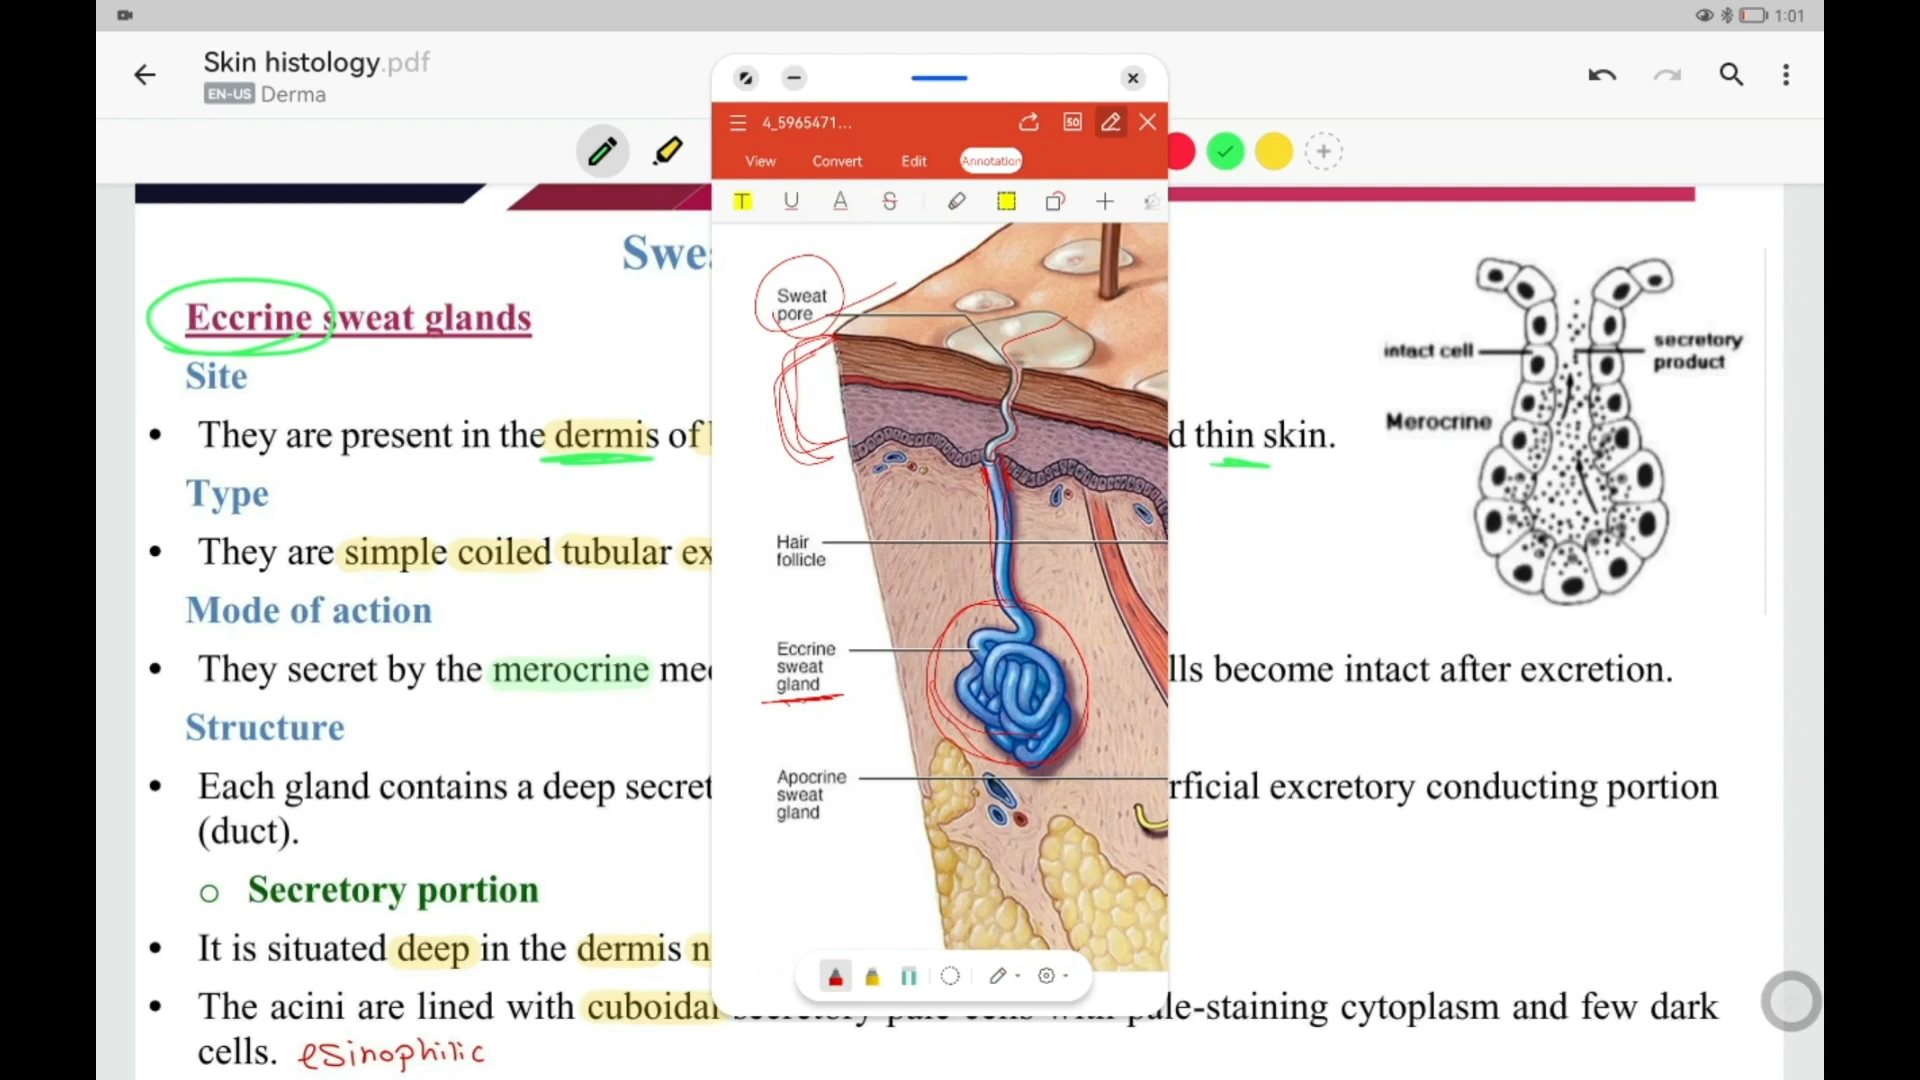 1:01
Skin histology.pdf
EN-US Derma
4_5965471...
50
View Convert Edit Annotation
T U A S
Eccrine sweat glands
Site
They are present in the dermis of
d thin skin.
Type
They are simple coiled tubular ex
Mode of action
They secret by the merocrine
lls become intact after excretion.
Structure
Each gland contains a deep secret
rficial excretory conducting portion
(duct).
Secretory portion
It is situated deep in the dermis n
The acini are lined with cuboidal
-staining cytoplasm and few dark
cells. esinophilic
Sweat
pore
Hair
follicle
Eccrine
sweat
gland
Apocrine
sweat
gland
intact cell
secretory
product
Merocrine